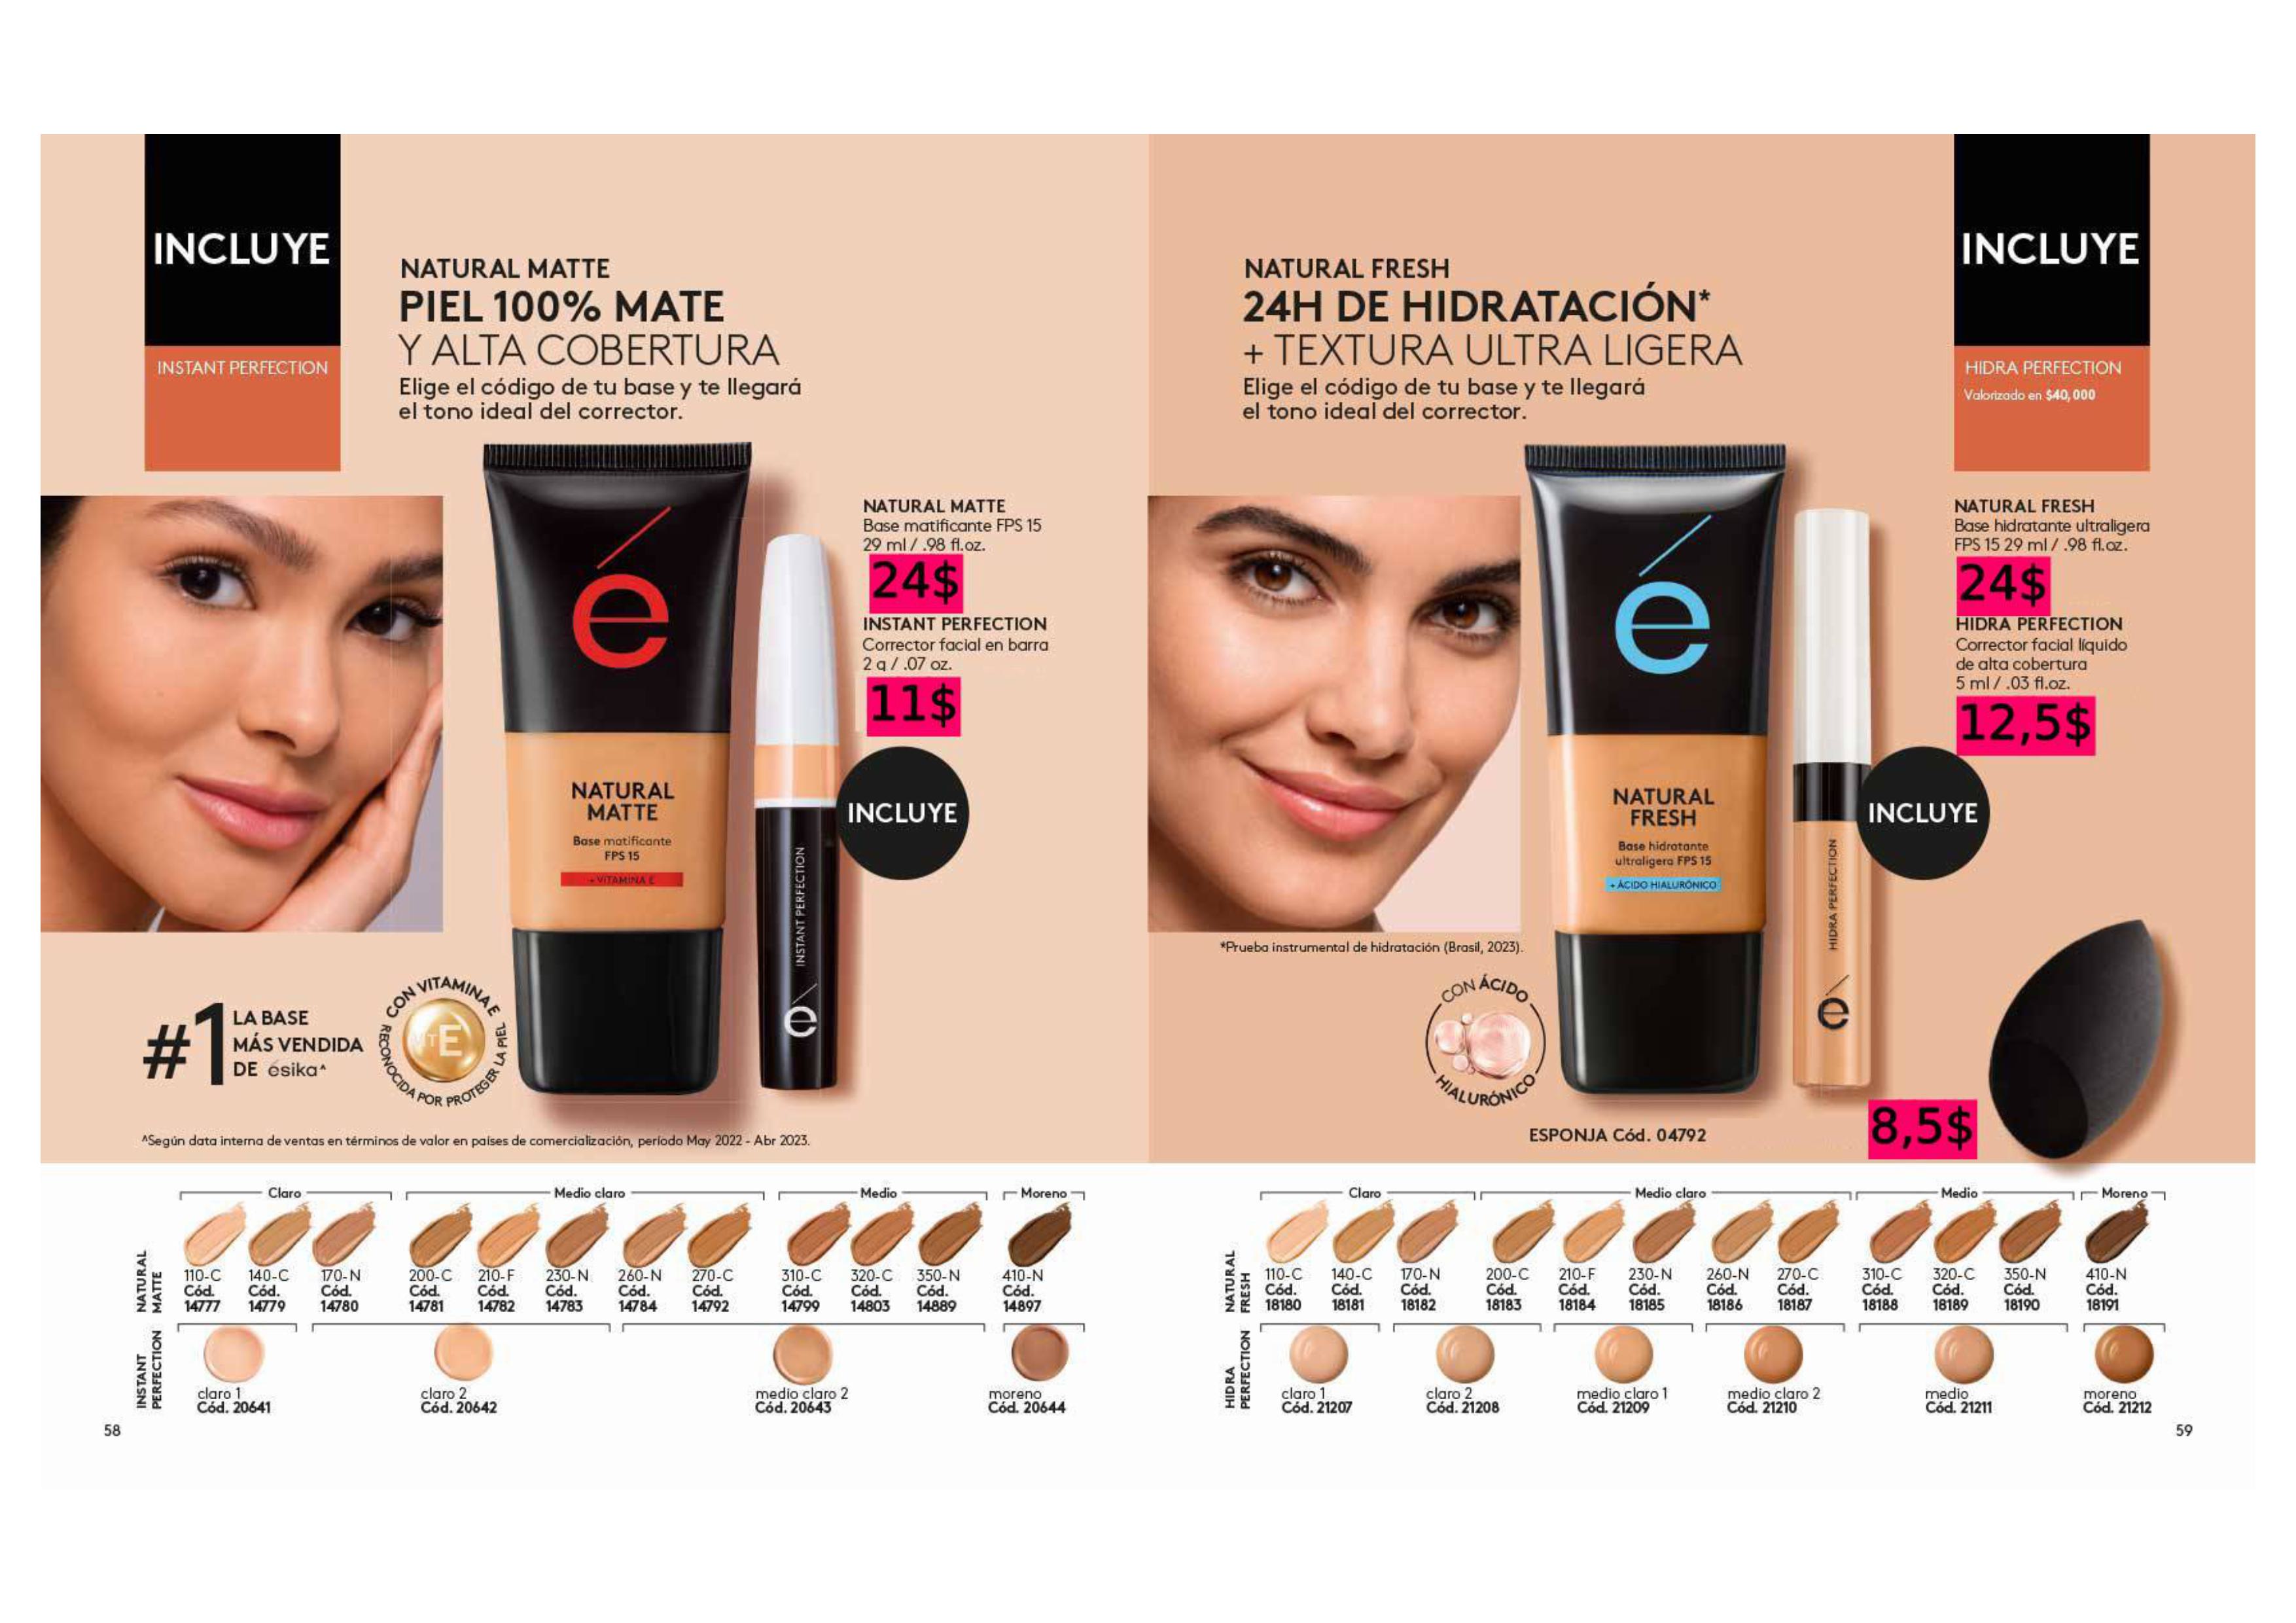 INCLUYE
INSTANT PERFECTION
NATURAL MATTE
PIEL 100% MATE
Y ALTA COBERTURA
Elige el código de tu base y te llegará
el tono ideal del corrector.
é
NATURAL
MATTE
Base matificante
FPS 15
+ VITAMINA E
INSTANT PERFECTION
é
NATURAL MATTE
Base matificante FPS 15
29 ml / .98 fl.oz.
24$
INSTANT PERFECTION
Corrector facial en barra
2 g / .07 oz.
11$
INCLUYE
#1 LA BASE
MÁS VENDIDA
DE ésika^
CON VITAMINA E
RECONOCIDA POR PROTEGER LA PIEL
^Según data interna de ventas en términos de valor en países de comercialización, período May 2022 - Abr 2023.
Claro Medio claro Medio Moreno
NATURAL
MATTE
110-C 140-C 170-N 200-C 210-F 230-N 260-N 270-C 310-C 320-C 350-N 410-N
Cód. Cód. Cód. Cód. Cód. Cód. Cód. Cód. Cód. Cód. Cód. Cód.
14777 14779 14780 14781 14782 14783 14784 14792 14799 14803 14889 14897
INSTANT
PERFECTION
claro 1 claro 2 medio claro 2 moreno
Cód. 20641 Cód. 20642 Cód. 20643 Cód. 20644
58
NATURAL FRESH
24H DE HIDRATACIÓN*
+ TEXTURA ULTRA LIGERA
Elige el código de tu base y te llegará
el tono ideal del corrector.
INCLUYE
HIDRA PERFECTION
Valorizado en $40,000
é
NATURAL
FRESH
Base hidratante
ultraligera FPS 15
+ ÁCIDO HIALURÓNICO
HIDRA PERFECTION
é
NATURAL FRESH
Base hidratante ultraligera
FPS 15 29 ml / .98 fl.oz.
24$
HIDRA PERFECTION
Corrector facial líquido
de alta cobertura
5 ml / .03 fl.oz.
12,5$
INCLUYE
*Prueba instrumental de hidratación (Brasil, 2023).
CON ÁCIDO
HIALURÓNICO
ESPONJA Cód. 04792
8,5$
Claro Medio claro Medio Moreno
NATURAL
FRESH
110-C 140-C 170-N 200-C 210-F 230-N 260-N 270-C 310-C 320-C 350-N 410-N
Cód. Cód. Cód. Cód. Cód. Cód. Cód. Cód. Cód. Cód. Cód. Cód.
18180 18181 18182 18183 18184 18185 18186 18187 18188 18189 18190 18191
HIDRA
PERFECTION
claro 1 claro 2 medio claro 1 medio claro 2 medio moreno
Cód. 21207 Cód. 21208 Cód. 21209 Cód. 21210 Cód. 21211 Cód. 21212
59